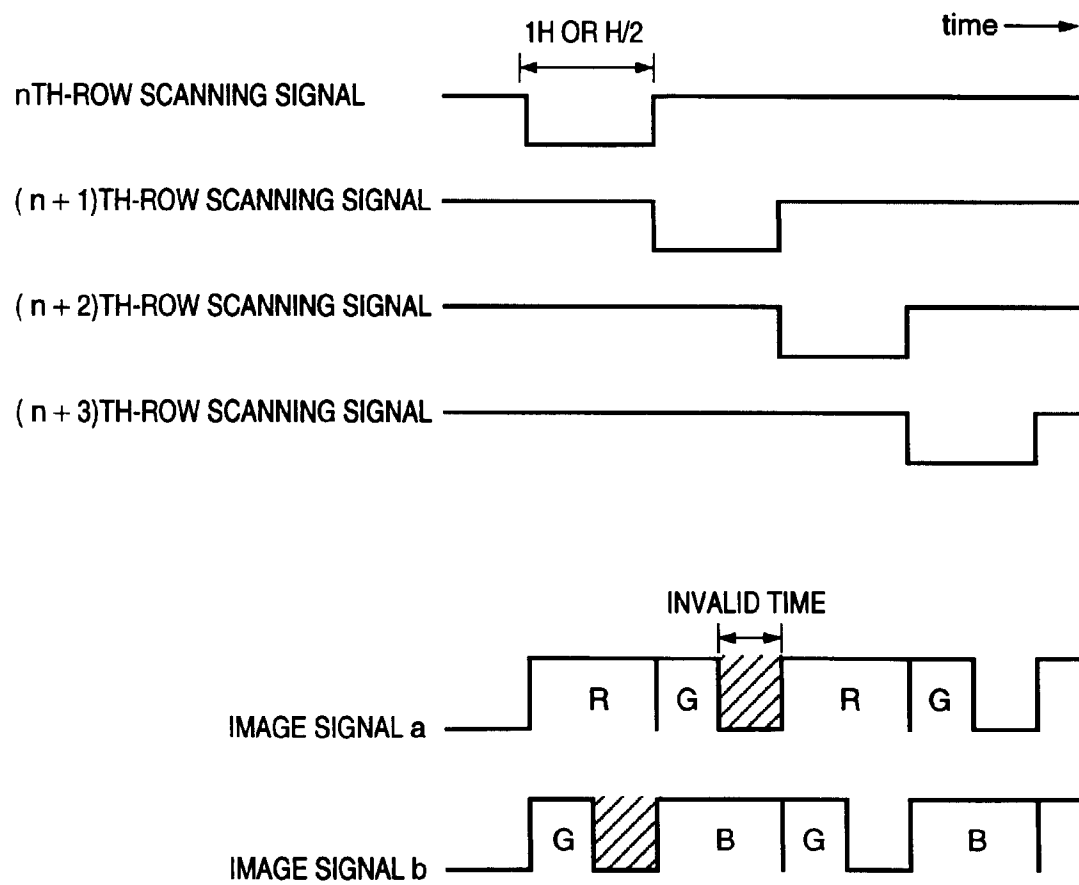 1H OR H/2
time
nTH-ROW SCANNING SIGNAL
( n + 1)TH-ROW SCANNING SIGNAL
( n + 2)TH-ROW SCANNING SIGNAL
( n + 3)TH-ROW SCANNING SIGNAL
INVALID TIME
R G R G
IMAGE SIGNAL a
G B G B
IMAGE SIGNAL b